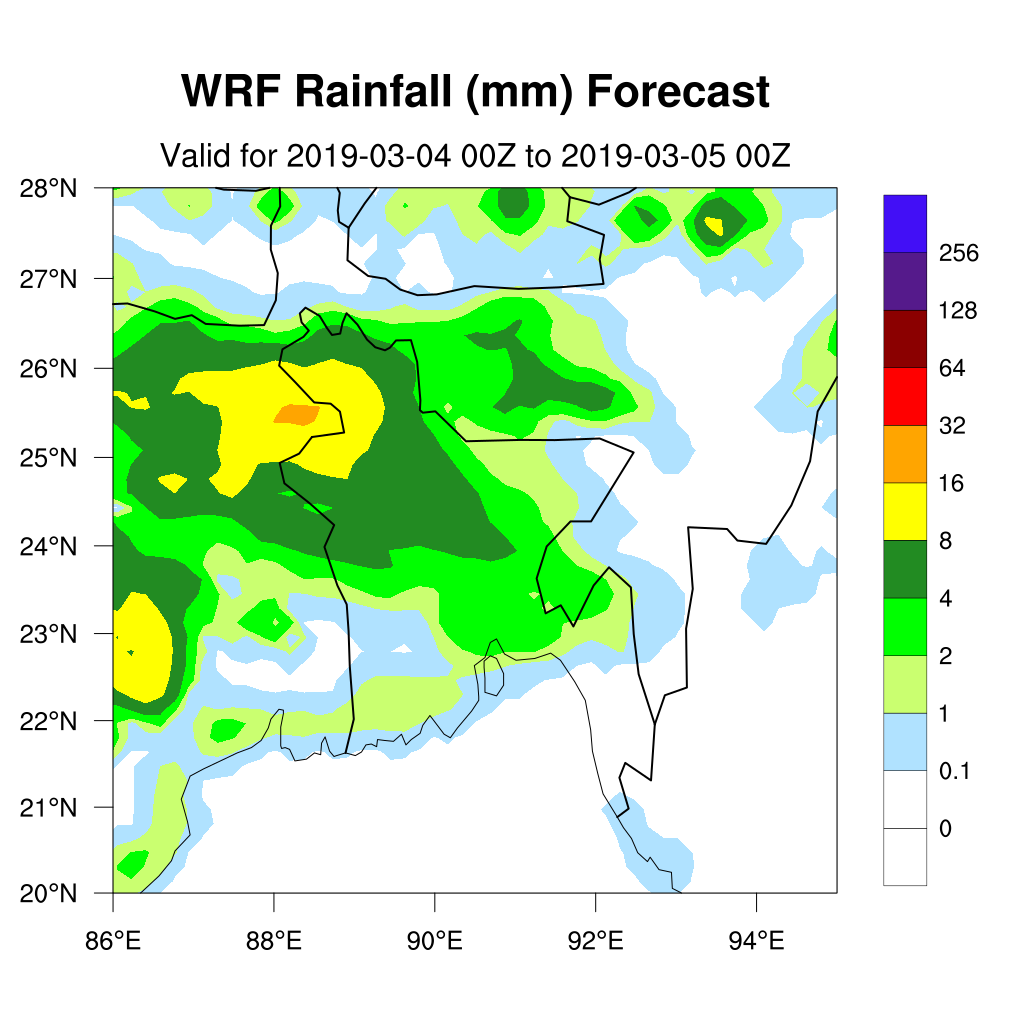 WRF Rainfall (mm) Forecast
Valid for 2019-03-04 00Z to 2019-03-05 00Z
28°N
27°N
26°N
25°N
24°N
23°N
22°N
21°N
20°N
86°E 88°E 90°E 92°E 94°E
256
128
64
32
16
8
4
2
1
0.1
0